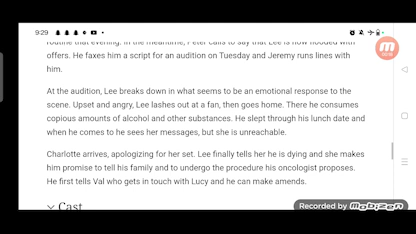 9:29
routine that evening. In the meantime, Peter calls to say that Lee is now flooded with
offers. He faxes him a script for an audition on Tuesday and Jeremy runs lines with
him.
At the audition, Lee breaks down in what seems to be an emotional response to the
scene. Upset and angry, Lee lashes out at a fan, then goes home. There he consumes
copious amounts of alcohol and other substances. He slept through his lunch date and
when he comes to he sees her messages, but she is unreachable.
Charlotte arrives, apologizing for her set. Lee finally tells her he is dying and she makes
him promise to tell his family and to undergo the procedure his oncologist proposes.
He first tells Val who gets in touch with Lucy and he can make amends.
Cast
Recorded by Mobizen